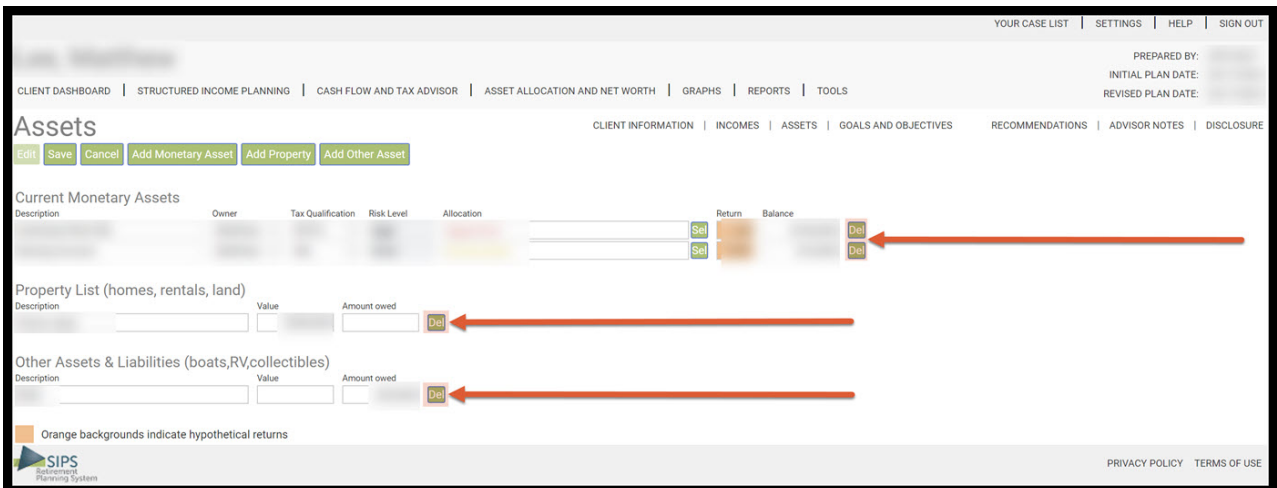 YOUR CASE LIST | SETTINGS | HELP | SIGN OUT
PREPARED BY:
INITIAL PLAN DATE:
REVISED PLAN DATE:
CLIENT DASHBOARD | STRUCTURED INCOME PLANNING | CASH FLOW AND TAX ADVISOR | ASSET ALLOCATION AND NET WORTH | GRAPHS | REPORTS | TOOLS
Assets
CLIENT INFORMATION | INCOMES | ASSETS | GOALS AND OBJECTIVES RECOMMENDATIONS | ADVISOR NOTES | DISCLOSURE
Edit Save Cancel Add Monetary Asset Add Property Add Other Asset
Current Monetary Assets
Description Owner Tax Qualification Risk Level Allocation Return Balance
Sel Del
Sel Del
Property List (homes, rentals, land)
Description Value Amount owed
Del
Other Assets & Liabilities (boats,RV,collectibles)
Description Value Amount owed
Del
Orange backgrounds indicate hypothetical returns
SIPS
Retirement
Planning System
PRIVACY POLICY TERMS OF USE